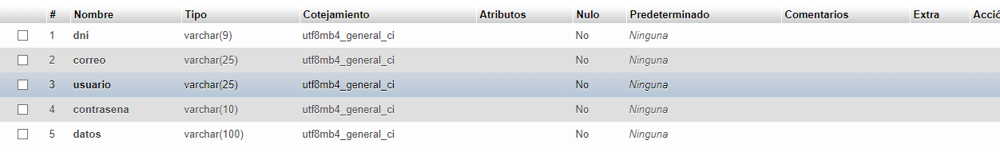 # Nombre Tipo Cotejamiento Atributos Nulo Predeterminado Comentarios Extra Acció
1 dni varchar(9) utf8mb4_general_ci No Ninguna
2 correo varchar(25) utf8mb4_general_ci No Ninguna
3 usuario varchar(25) utf8mb4_general_ci No Ninguna
4 contrasena varchar(10) utf8mb4_general_ci No Ninguna
5 datos varchar(100) utf8mb4_general_ci No Ninguna